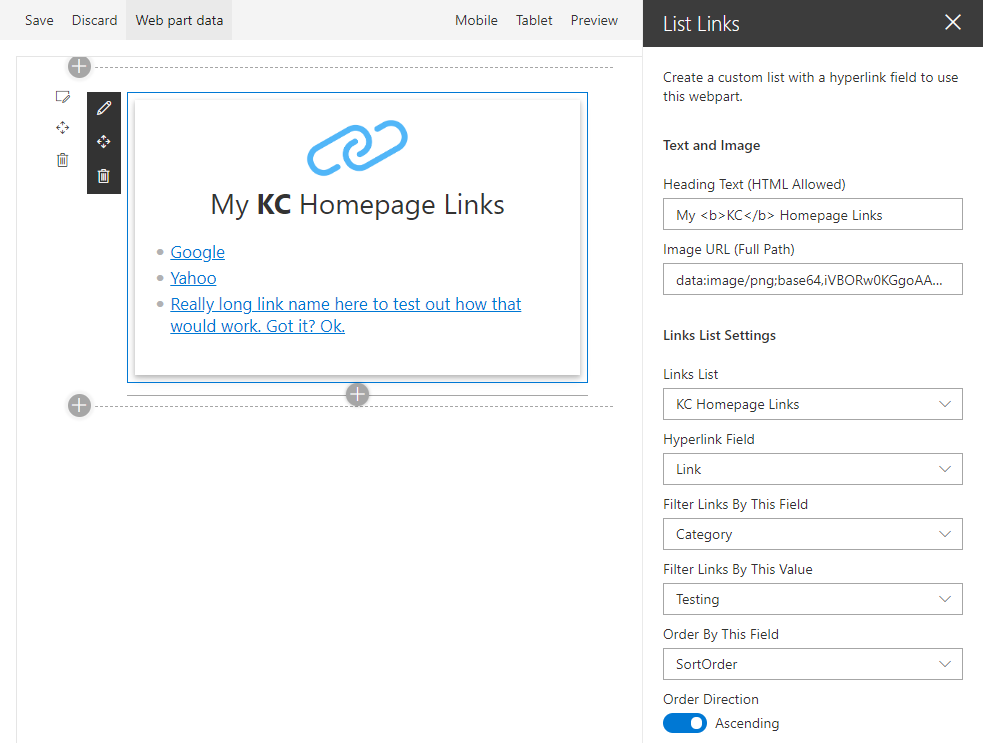 Save Discard Web part data Mobile Tablet Preview
My KC Homepage Links
Google
Yahoo
Really long link name here to test out how that
would work. Got it? Ok.
List Links
Create a custom list with a hyperlink field to use
this webpart.
Text and Image
Heading Text (HTML Allowed)
My <b>KC</b> Homepage Links
Image URL (Full Path)
data:image/png;base64,iVBORw0KGgoAA...
Links List Settings
Links List
KC Homepage Links
Hyperlink Field
Link
Filter Links By This Field
Category
Filter Links By This Value
Testing
Order By This Field
SortOrder
Order Direction
Ascending